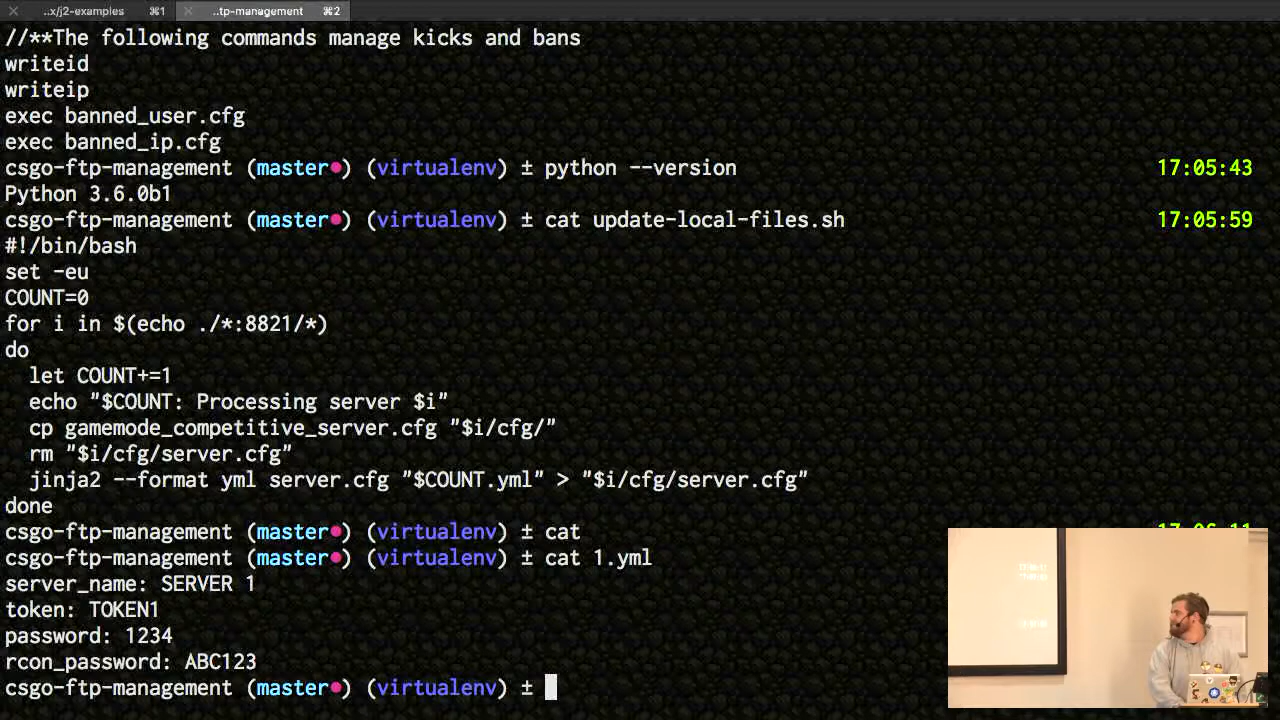 ..x/j2-examples ⌘1 ..tp-management ⌘2
//**The following commands manage kicks and bans
writeid
writeip
exec banned_user.cfg
exec banned_ip.cfg
csgo-ftp-management (master●) (virtualenv) ± python --version 17:05:43
Python 3.6.0b1
csgo-ftp-management (master●) (virtualenv) ± cat update-local-files.sh 17:05:59
#!/bin/bash
set -eu
COUNT=0
for i in $(echo ./*:8821/*)
do
  let COUNT+=1
  echo "$COUNT: Processing server $i"
  cp gamemode_competitive_server.cfg "$i/cfg/"
  rm "$i/cfg/server.cfg"
  jinja2 --format yml server.cfg "$COUNT.yml" > "$i/cfg/server.cfg"
done
csgo-ftp-management (master●) (virtualenv) ± cat
csgo-ftp-management (master●) (virtualenv) ± cat 1.yml
server_name: SERVER 1
token: TOKEN1
password: 1234
rcon_password: ABC123
csgo-ftp-management (master●) (virtualenv) ±